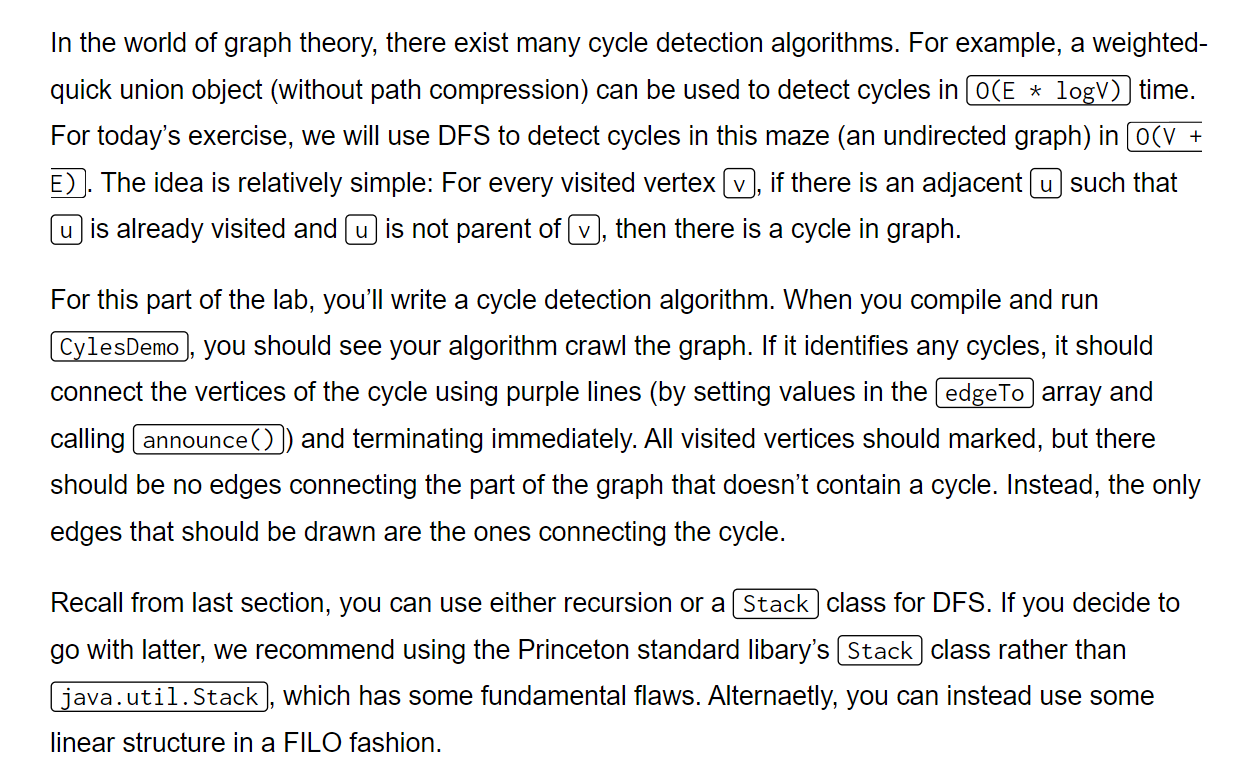 In the world of graph theory, there exist many cycle detection algorithms. For example, a weighted-
quick union object (without path compression) can be used to detect cycles in O(E * logV) time.
For today’s exercise, we will use DFS to detect cycles in this maze (an undirected graph) in O(V +
E). The idea is relatively simple: For every visited vertex v, if there is an adjacent u such that
u is already visited and u is not parent of v, then there is a cycle in graph.
For this part of the lab, you’ll write a cycle detection algorithm. When you compile and run
CylesDemo, you should see your algorithm crawl the graph. If it identifies any cycles, it should
connect the vertices of the cycle using purple lines (by setting values in the edgeTo array and
calling announce()) and terminating immediately. All visited vertices should marked, but there
should be no edges connecting the part of the graph that doesn’t contain a cycle. Instead, the only
edges that should be drawn are the ones connecting the cycle.
Recall from last section, you can use either recursion or a Stack class for DFS. If you decide to
go with latter, we recommend using the Princeton standard libary’s Stack class rather than
java.util.Stack, which has some fundamental flaws. Alternaetly, you can instead use some
linear structure in a FILO fashion.